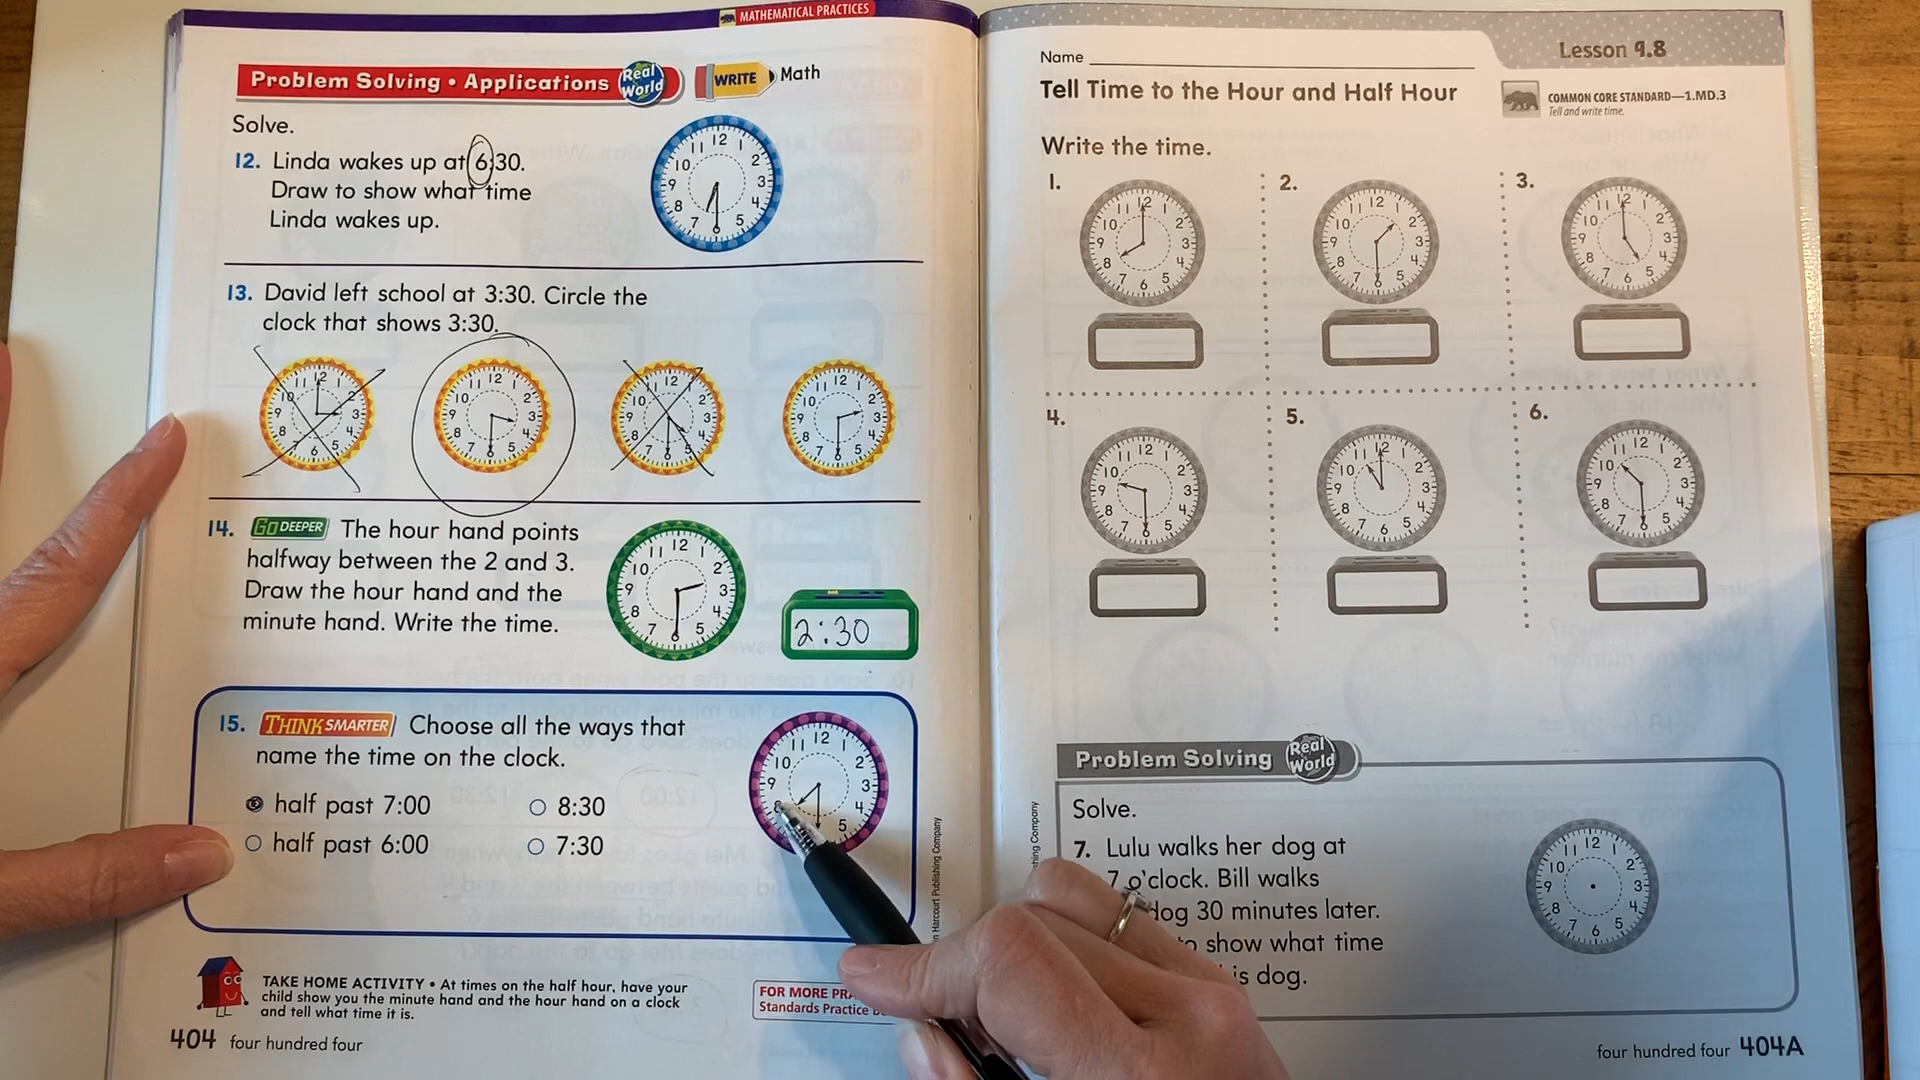 MATHEMATICAL PRACTICES
Problem Solving • Applications Real World WRITE Math
Solve.
12. Linda wakes up at 6:30.
Draw to show what time
Linda wakes up.
13. David left school at 3:30. Circle the
clock that shows 3:30.
14. GO DEEPER The hour hand points
halfway between the 2 and 3.
Draw the hour hand and the
minute hand. Write the time.
2:30
15. THINK SMARTER Choose all the ways that
name the time on the clock.
half past 7:00 8:30
half past 6:00 7:30
TAKE HOME ACTIVITY • At times on the half hour, have your
child show you the minute hand and the hour hand on a clock
and tell what time it is.
FOR MORE
Standards Practice
404 four hundred four
Harcourt Publishing Company
Name
Lesson 9.8
Tell Time to the Hour and Half Hour
COMMON CORE STANDARD—1.MD.3
Tell and write time.
Write the time.
1. 2. 3.
4. 5. 6.
Problem Solving Real World
Solve.
7. Lulu walks her dog at
7 o'clock. Bill walks
dog 30 minutes later.
to show what time
dog.
Company
four hundred four 404A